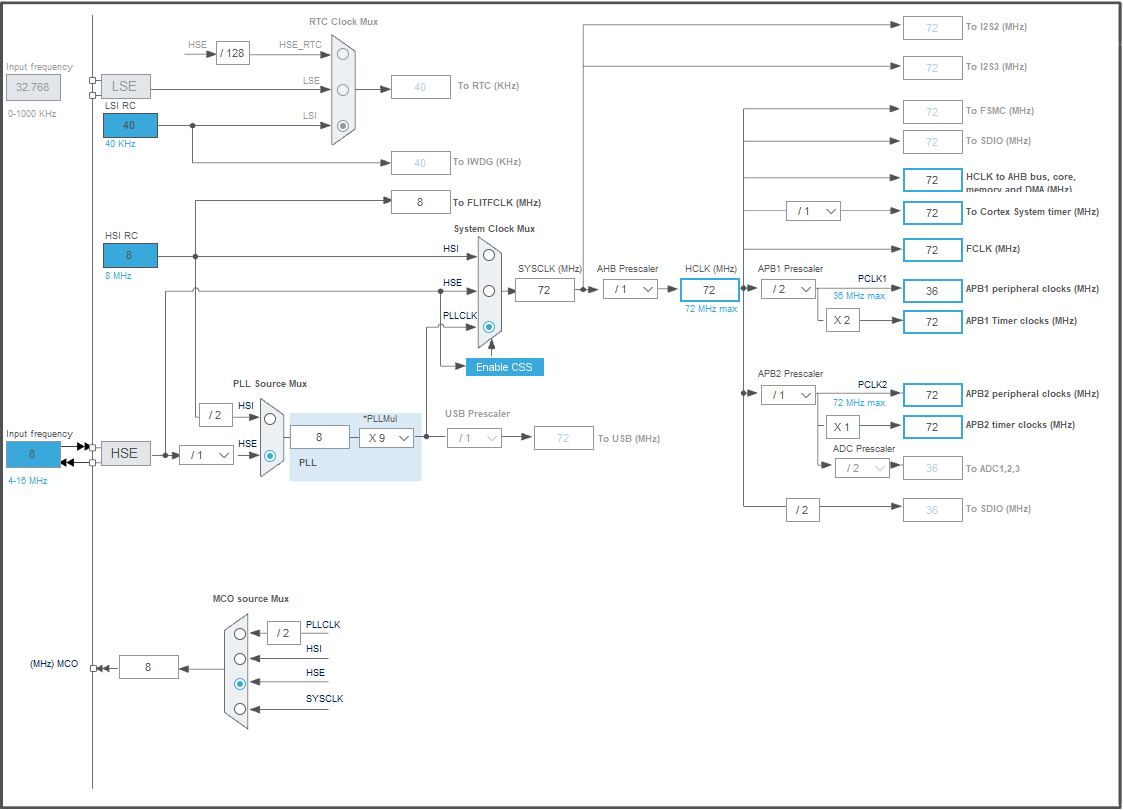 RTC Clock Mux
HSE
/ 128
HSE_RTC
72
To I2S2 (MHz)
Input frequency
32.768
0-1000 KHz
LSE
LSE
40
To RTC (KHz)
72
To I2S3 (MHz)
LSI RC
40
40 KHz
LSI
72
To FSMC (MHz)
72
To SDIO (MHz)
40
To IWDG (KHz)
72
HCLK to AHB bus, core,
memory and DMA (MHz)
8
To FLITFCLK (MHz)
/ 1
72
To Cortex System timer (MHz)
System Clock Mux
HSI RC
8
8 MHz
HSI
72
FCLK (MHz)
SYSCLK (MHz)
AHB Prescaler
HCLK (MHz)
APB1 Prescaler
HSE
72
/ 1
72
72 MHz max
/ 2
PCLK1
36 MHz max
36
APB1 peripheral clocks (MHz)
PLLCLK
X 2
72
APB1 Timer clocks (MHz)
Enable CSS
APB2 Prescaler
PLL Source Mux
/ 1
PCLK2
72 MHz max
72
APB2 peripheral clocks (MHz)
/ 2
HSI
*PLLMul
USB Prescaler
X 1
72
APB2 timer clocks (MHz)
Input frequency
8
4-16 MHz
HSE
/ 1
HSE
8
X 9
PLL
/ 1
72
To USB (MHz)
ADC Prescaler
/ 2
36
To ADC1,2,3
/ 2
36
To SDIO (MHz)
MCO source Mux
/ 2
PLLCLK
HSI
(MHz) MCO
8
HSE
SYSCLK